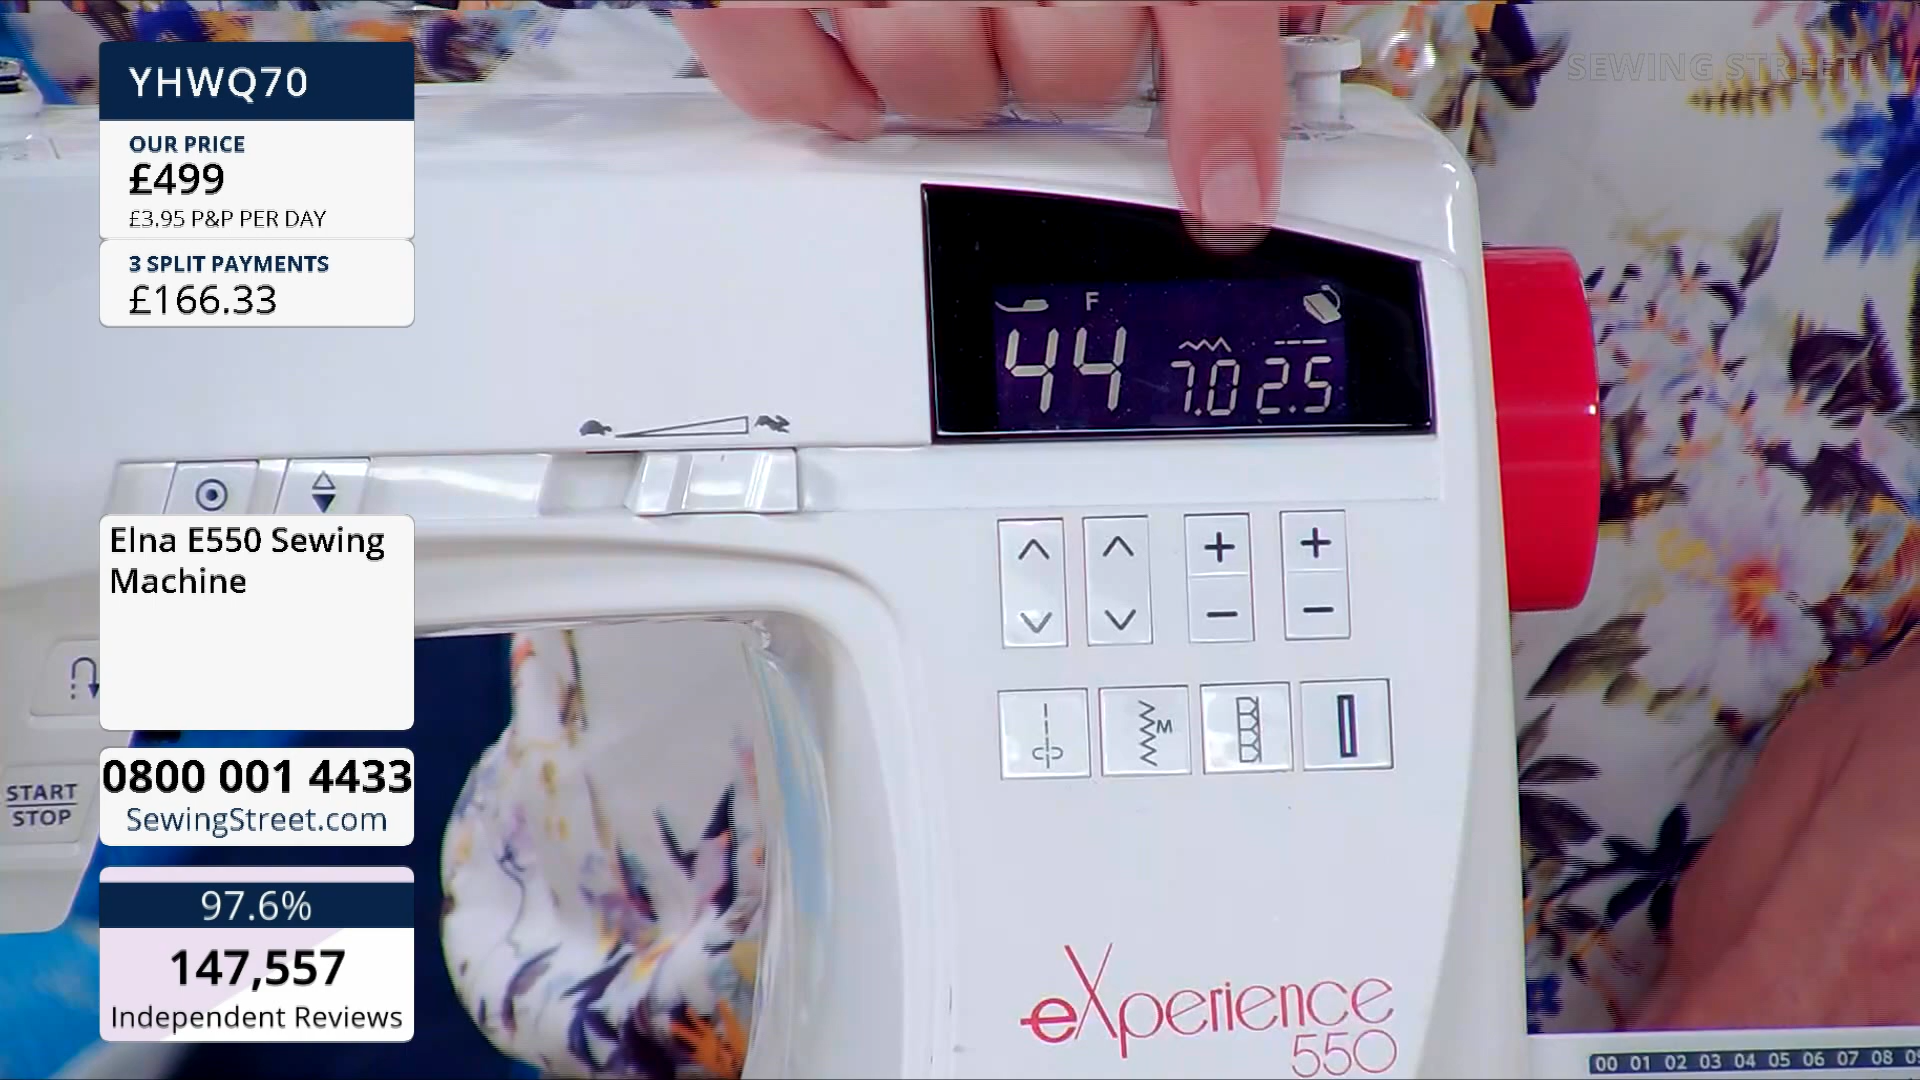 YHWQ70
OUR PRICE
£499
£3.95 P&P PER DAY
3 SPLIT PAYMENTS
£166.33
Elna E550 Sewing
Machine
0800 001 4433
SewingStreet.com
97.6%
147,557
Independent Reviews
SEWING STREET
F
44 7.0 2.5
M
START
STOP
eXperience
550
00 01 02 03 04 05 06 07 08